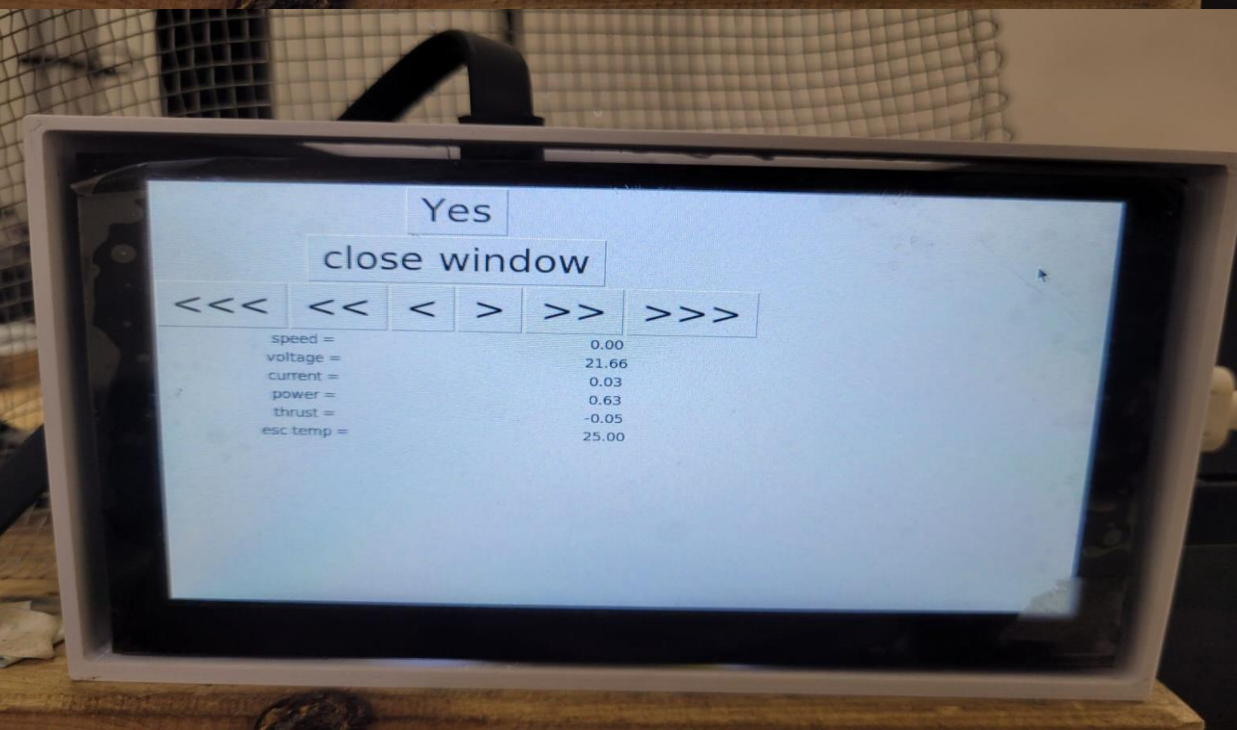 Yes
close window
<<< << < > >> >>>
speed = 0.00
voltage = 21.66
current = 0.03
power = 0.63
thrust = -0.05
esc temp = 25.00